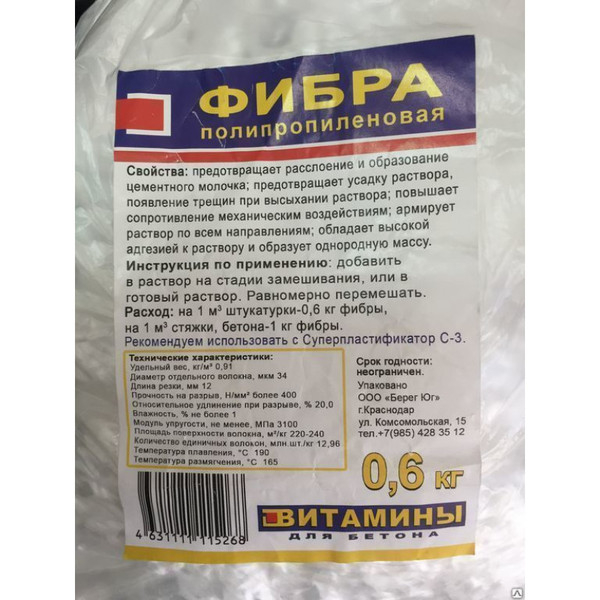 ФИБРА
полипропиленовая
Свойства: предотвращает расслоение и образование
цементного молочка; предотвращает усадку раствора,
появление трещин при высыхании раствора; повышает
сопротивление механическим воздействиям; армирует
раствор по всем направлениям; обладает высокой
адгезией к раствору и образует однородную массу.
Инструкция по применению: добавить
в раствор на стадии замешивания, или в
готовый раствор. Равномерно перемешать.
Расход: на 1 м³ штукатурки-0,6 кг фибры,
на 1 м³ стяжки, бетона-1 кг фибры.
Рекомендуем использовать с Суперпластификатор С-3.
Технические характеристики:
Удельный вес, кг/м³ 0,91
Диаметр отдельного волокна, мкм 34
Длина резки, мм 12
Прочность на разрыв, Н/мм² более 400
Относительное удлинение при разрыве, % 20,0
Влажность, % не более 1
Модуль упругости, не менее, МПа 3100
Площадь поверхности волокна, м²/кг 220-240
Количество единичных волокон, млн.шт./кг 12,96
Температура плавления, °С 190
Температура размягчения, °С 165
Срок годности:
неограничен.
Упаковано
ООО «Берег Юг»
г.Краснодар
ул. Комсомольская, 15
тел.+7(985) 428 35 12
0,6 кг
4 631111 115268
ВИТАМИНЫ
ДЛЯ БЕТОНА